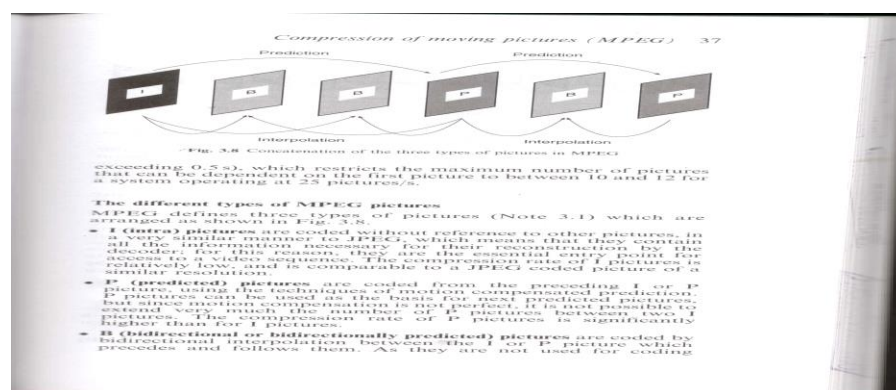 Compression of moving pictures (MPEG) 37
Prediction Prediction
I B B P B P
Interpolation Interpolation
Fig. 3.8 Concatenation of the three types of pictures in MPEG
exceeding 0.5 s), which restricts the maximum number of pictures
that can be dependent on the first picture to between 10 and 12 for
a system operating at 25 pictures/s.
The different types of MPEG pictures
MPEG defines three types of pictures (Note 3.1) which are
arranged as shown in Fig. 3.8.
• I (intra) pictures are coded without reference to other pictures, in
a very similar manner to JPEG, which means that they contain
all the information necessary for their reconstruction by the
decoder; for this reason, they are the essential entry point for
access to a video sequence. The compression rate of I pictures is
relatively low, and is comparable to a JPEG coded picture of a
similar resolution.
• P (predicted) pictures are coded from the preceding I or P
picture, using the techniques of motion compensated prediction.
P pictures can be used as the basis for next predicted pictures,
but since motion compensation is not perfect, it is not possible to
extend very much the number of P pictures between two I
pictures. The compression rate of P pictures is significantly
higher than for I pictures.
• B (bidirectional or bidirectionally predicted) pictures are coded by
bidirectional interpolation between the I or P picture which
precedes and follows them. As they are not used for coding